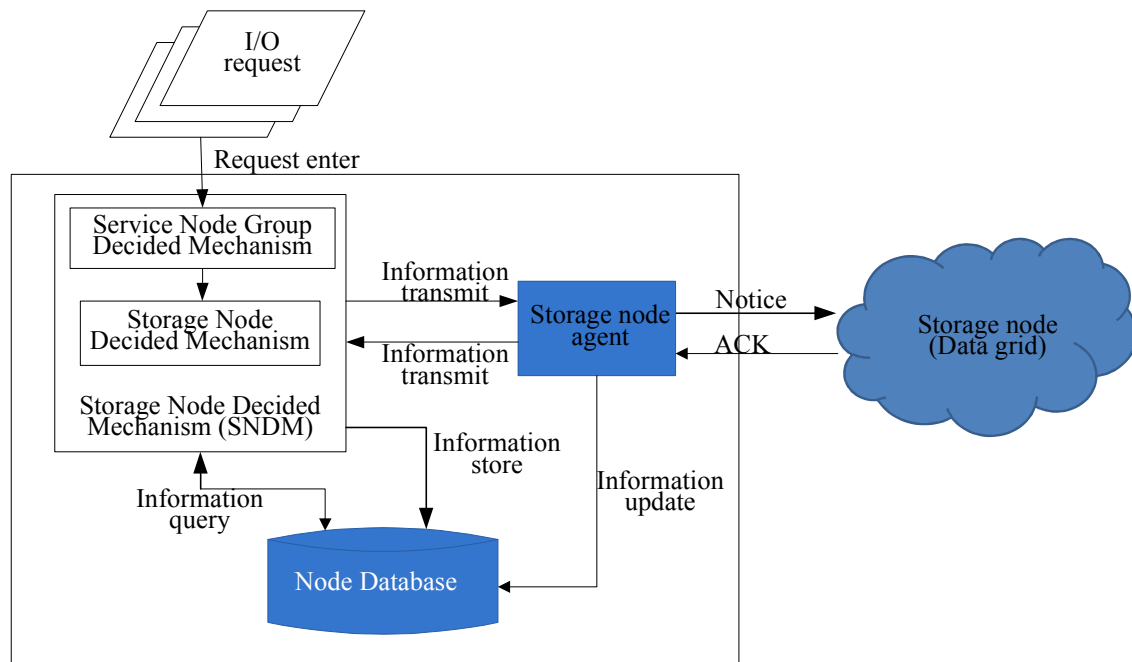 I/O
request
Request enter
Service Node Group
Decided Mechanism
Storage Node
Decided Mechanism
Storage Node Decided
Mechanism (SNDM)
Information
transmit
Information
transmit
Storage node
agent
Notice
ACK
Storage node
(Data grid)
Information
store
Information
query
Information
update
Node Database